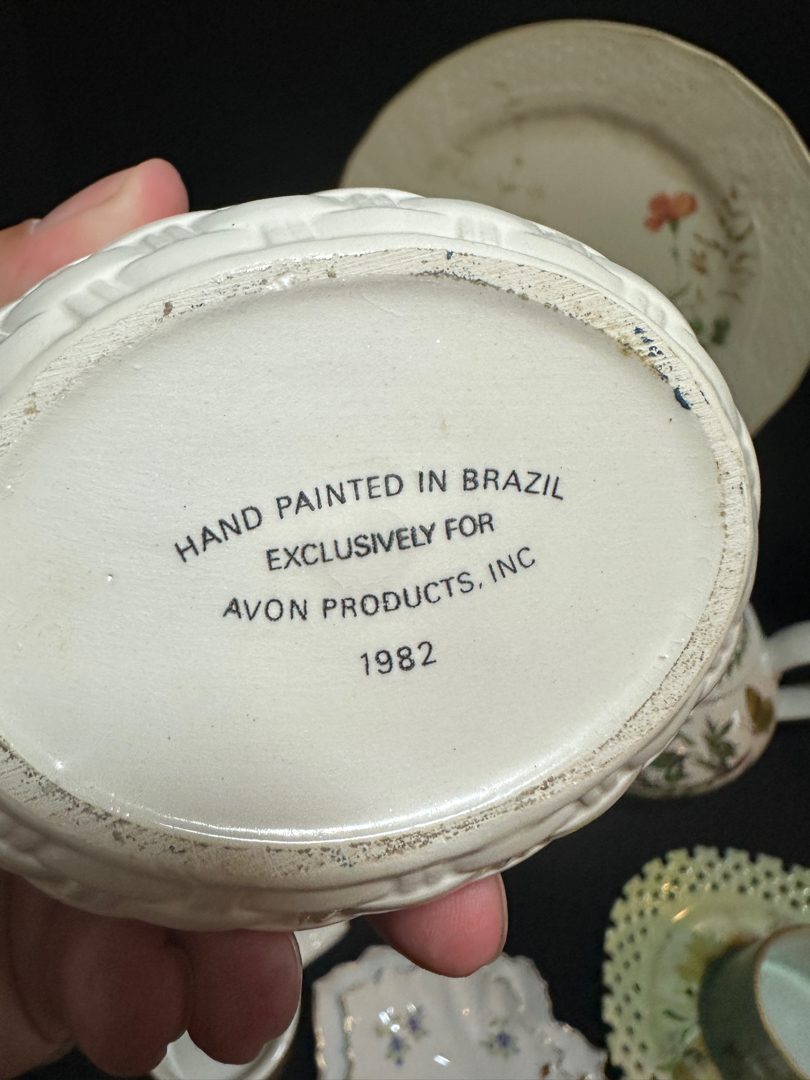 HAND PAINTED IN BRAZIL
EXCLUSIVELY FOR
AVON PRODUCTS, INC
1982